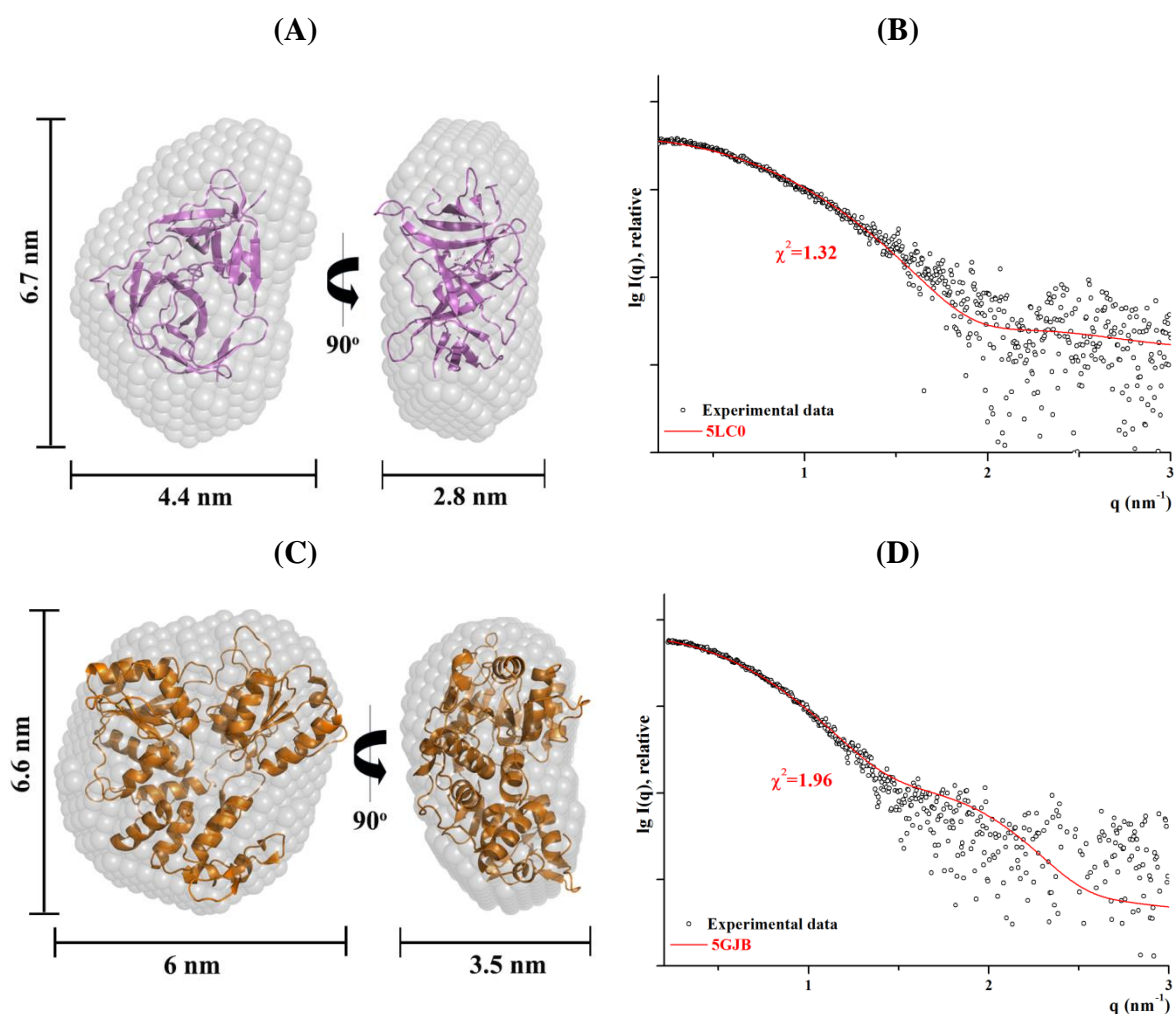 (A)
(B)
6.7 nm
90°
4.4 nm
2.8 nm
lg I(q), relative
χ²=1.32
Experimental data
5LC0
1
2
3
q (nm⁻¹)
(C)
(D)
6.6 nm
90°
6 nm
3.5 nm
lg I(q), relative
χ²=1.96
Experimental data
5GJB
1
2
3
q (nm⁻¹)